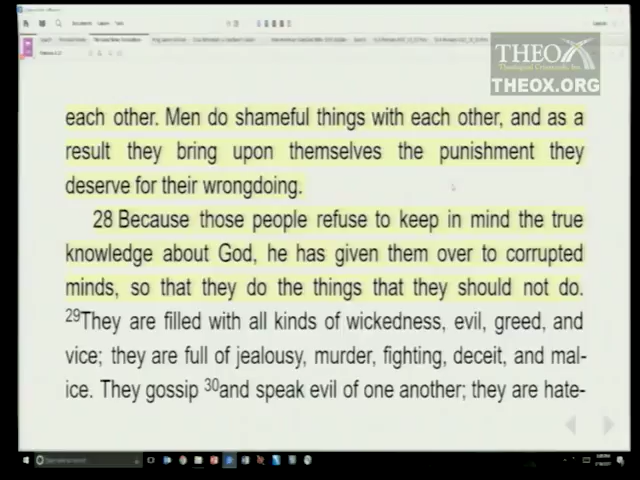 THEOX
Theological Crossroads, Inc.
THEOX.ORG
each other. Men do shameful things with each other, and as a
result they bring upon themselves the punishment they
deserve for their wrongdoing.
28 Because those people refuse to keep in mind the true
knowledge about God, he has given them over to corrupted
minds, so that they do the things that they should not do.
29They are filled with all kinds of wickedness, evil, greed, and
vice; they are full of jealousy, murder, fighting, deceit, and mal-
ice. They gossip 30and speak evil of one another; they are hate-